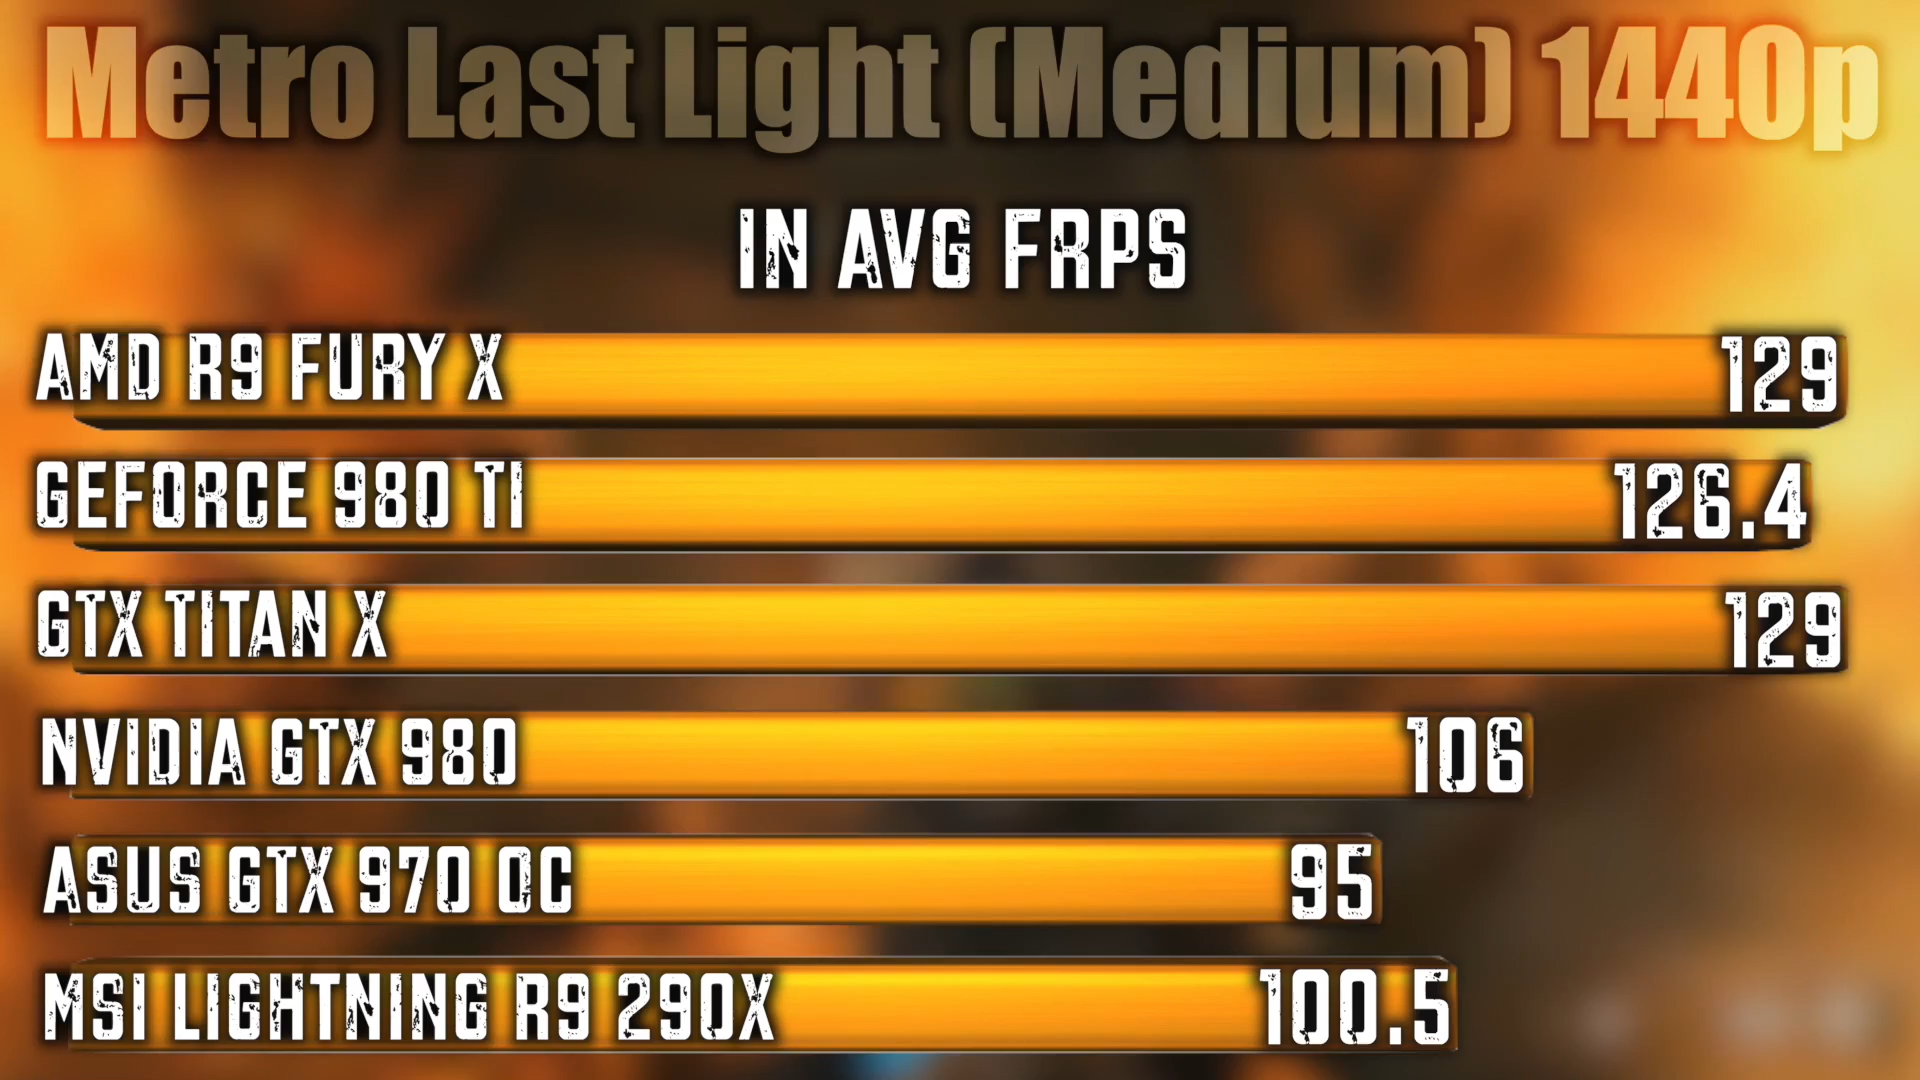 Metro Last Light (Medium) 1440p
IN AVG FRPS
AMD R9 FURY X 129
GEFORCE 980 TI 126.4
GTX TITAN X 129
NVIDIA GTX 980 106
ASUS GTX 970 OC 95
MSI LIGHTNING R9 290X 100.5